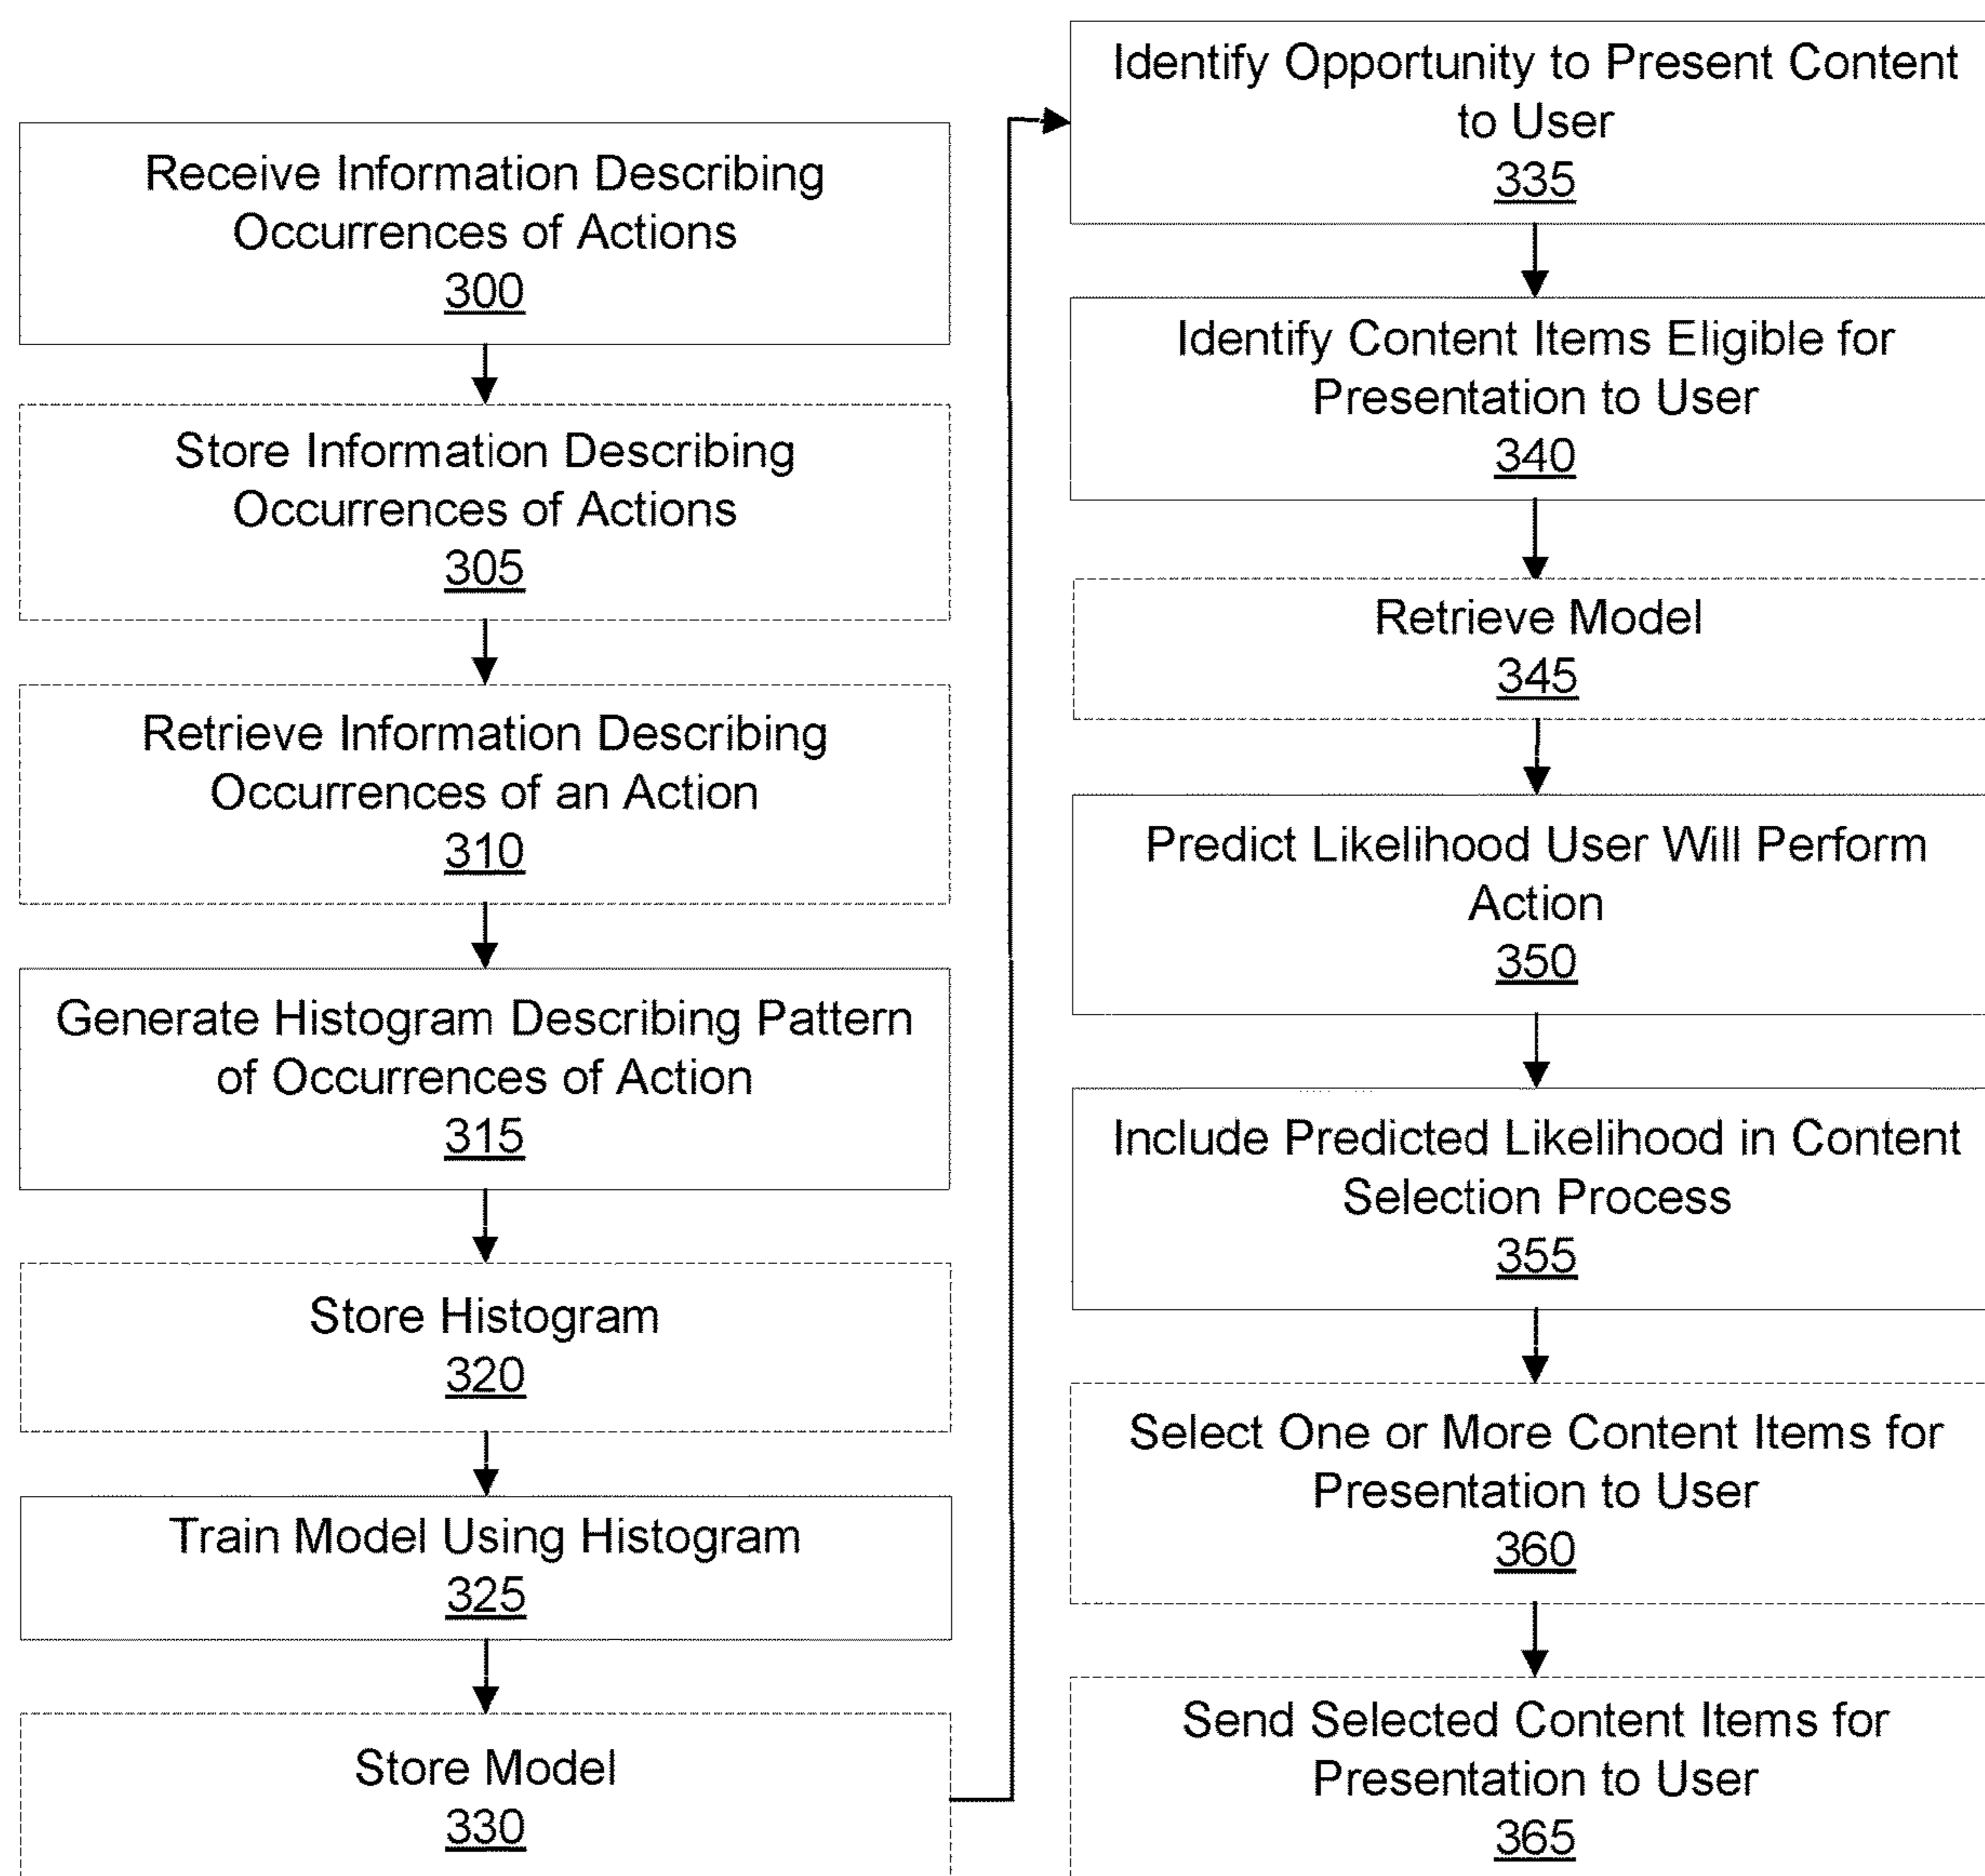 Receive Information Describing
Occurrences of Actions
300
Store Information Describing
Occurrences of Actions
305
Retrieve Information Describing
Occurrences of an Action
310
Generate Histogram Describing Pattern
of Occurrences of Action
315
Store Histogram
320
Train Model Using Histogram
325
Store Model
330
Identify Opportunity to Present Content
to User
335
Identify Content Items Eligible for
Presentation to User
340
Retrieve Model
345
Predict Likelihood User Will Perform
Action
350
Include Predicted Likelihood in Content
Selection Process
355
Select One or More Content Items for
Presentation to User
360
Send Selected Content Items for
Presentation to User
365